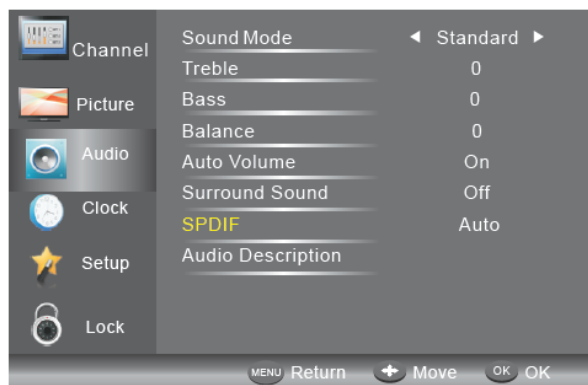 Channel
Picture
Audio
Clock
Setup
Lock
Sound Mode ◀ Standard ▶
Treble 0
Bass 0
Balance 0
Auto Volume On
Surround Sound Off
SPDIF Auto
Audio Description
MENU Return Move OK OK